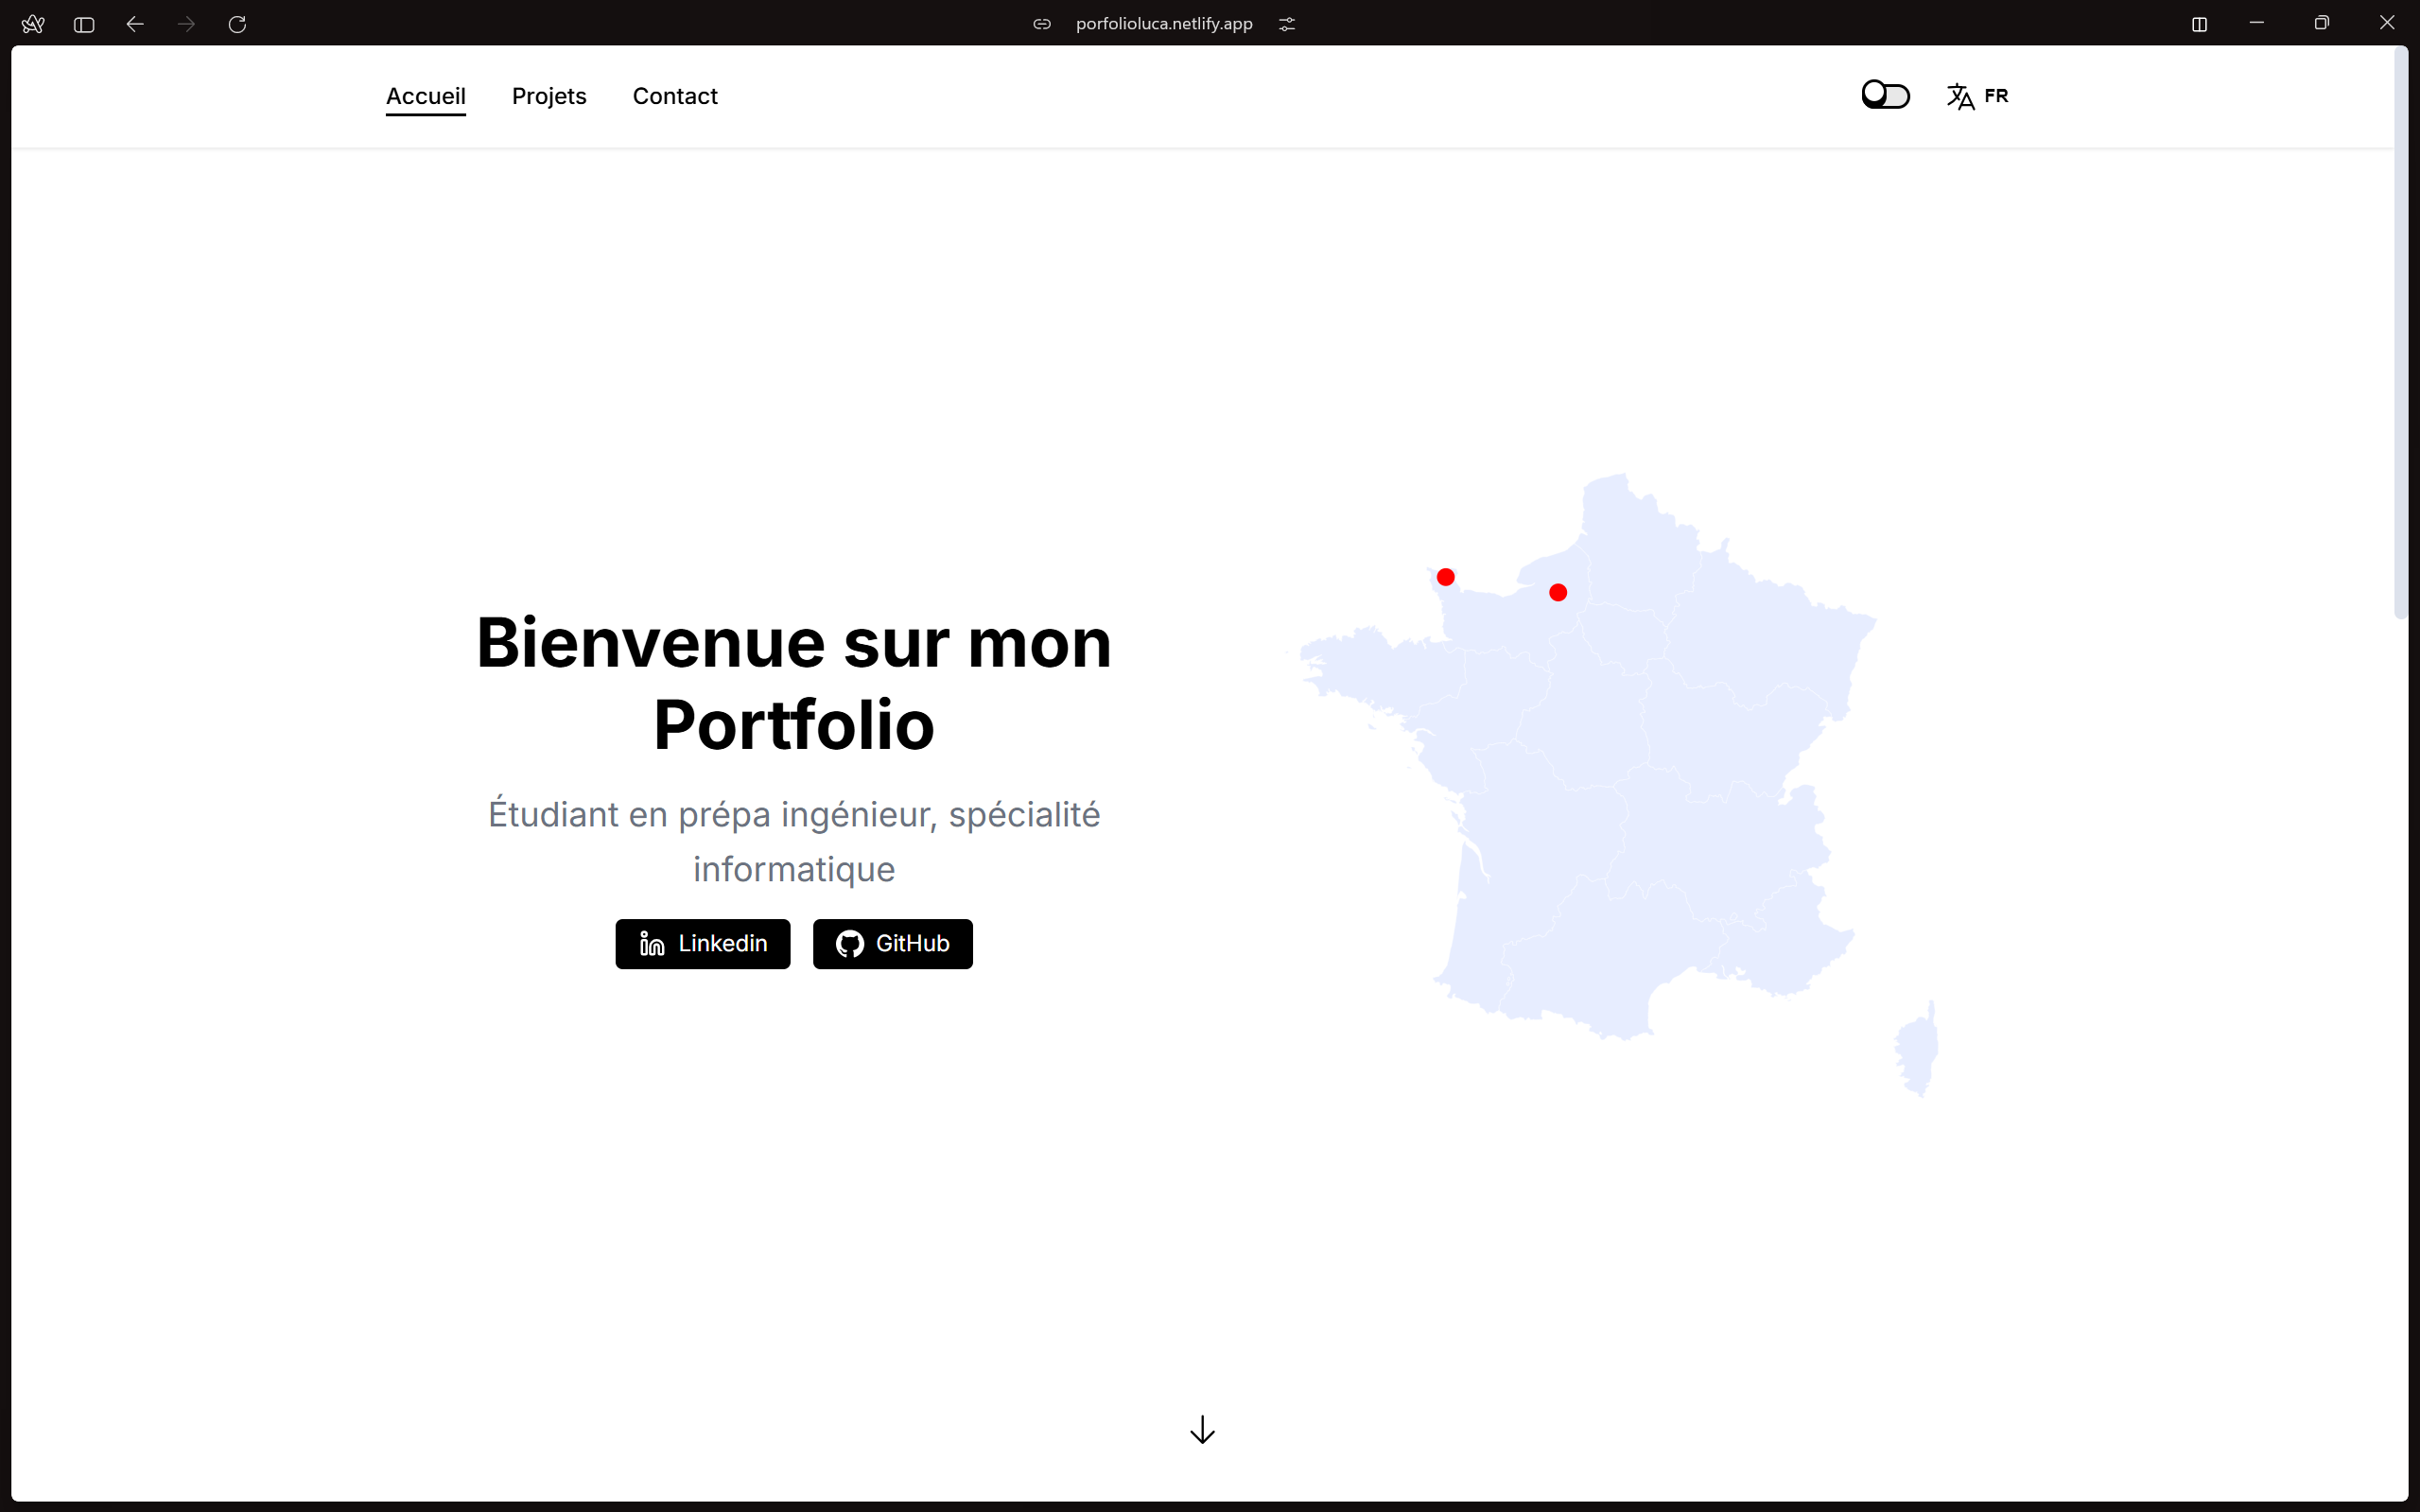 porfolioluca.netlify.app
Accueil Projets Contact
FR
Bienvenue sur mon
Portfolio
Étudiant en prépa ingénieur, spécialité
informatique
Linkedin GitHub